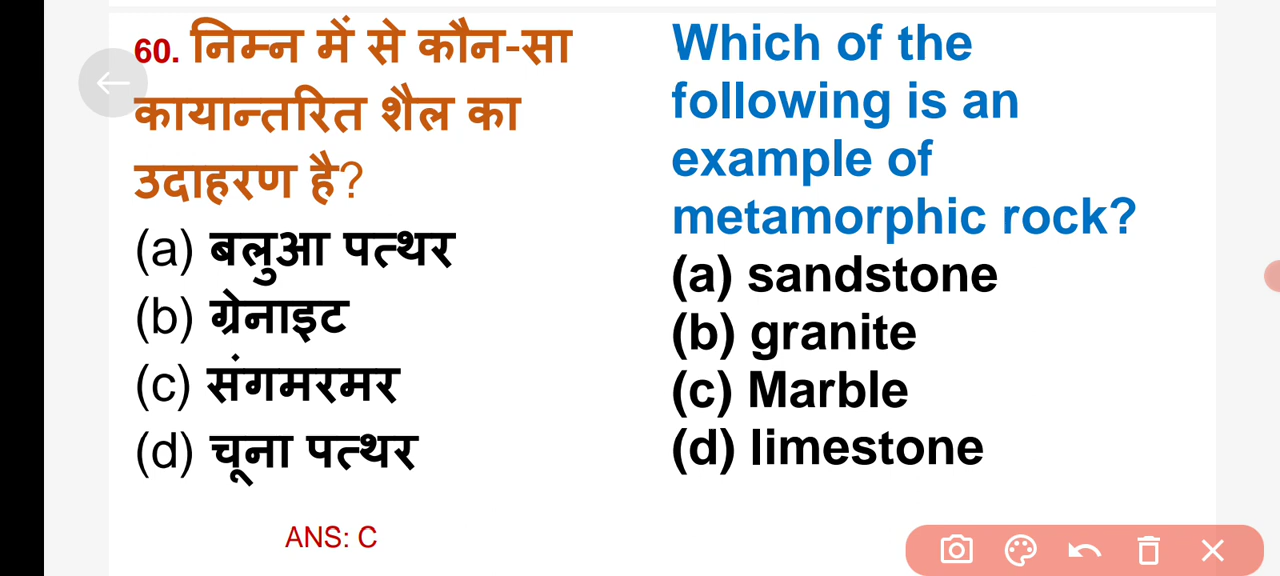 60. निम्न में से कौन-सा
कायान्तरित शैल का
उदाहरण है?
(a) बलुआ पत्थर
(b) ग्रेनाइट
(c) संगमरमर
(d) चूना पत्थर
ANS: C
Which of the
following is an
example of
metamorphic rock?
(a) sandstone
(b) granite
(c) Marble
(d) limestone